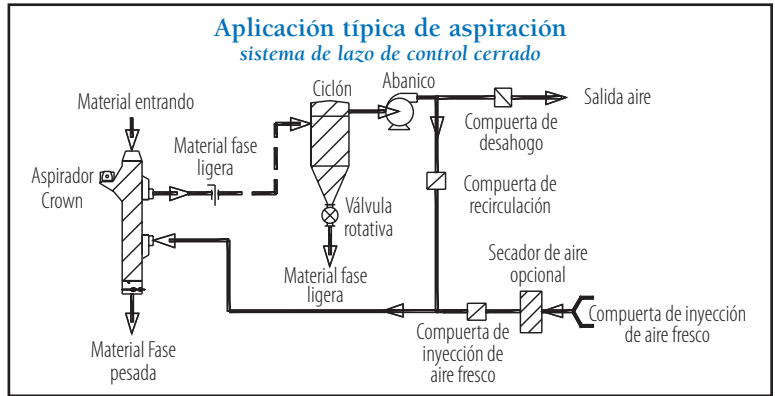 Aplicación típica de aspiración
sistema de lazo de control cerrado
Material entrando
Ciclón
Abanico
Salida aire
Compuerta de
desahogo
Material fase
ligera
Aspirador
Crown
Compuerta de
recirculación
Válvula
rotativa
Secador de aire
opcional
Material fase
ligera
Compuerta de inyección
de aire fresco
Compuerta de
inyección de
aire fresco
Material Fase
pesada